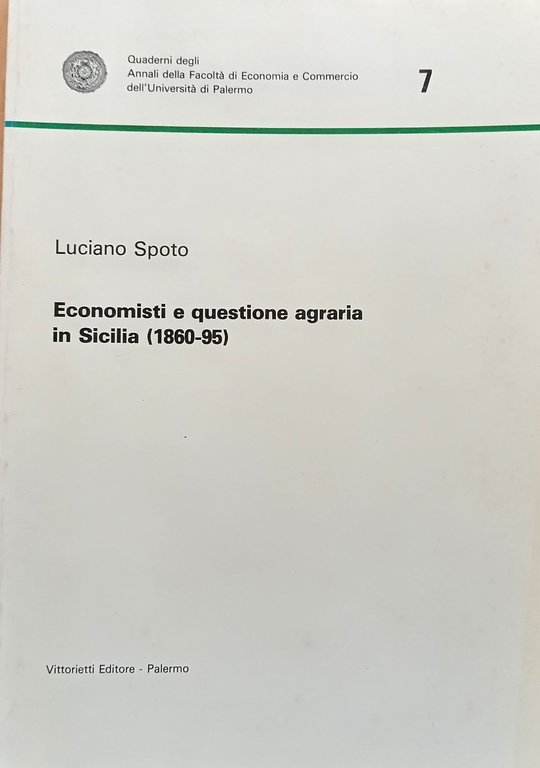 Quaderni degli
Annali della Facoltà di Economia e Commercio
dell'Università di Palermo
7
Luciano Spoto
Economisti e questione agraria
in Sicilia (1860-95)
Vittorietti Editore - Palermo